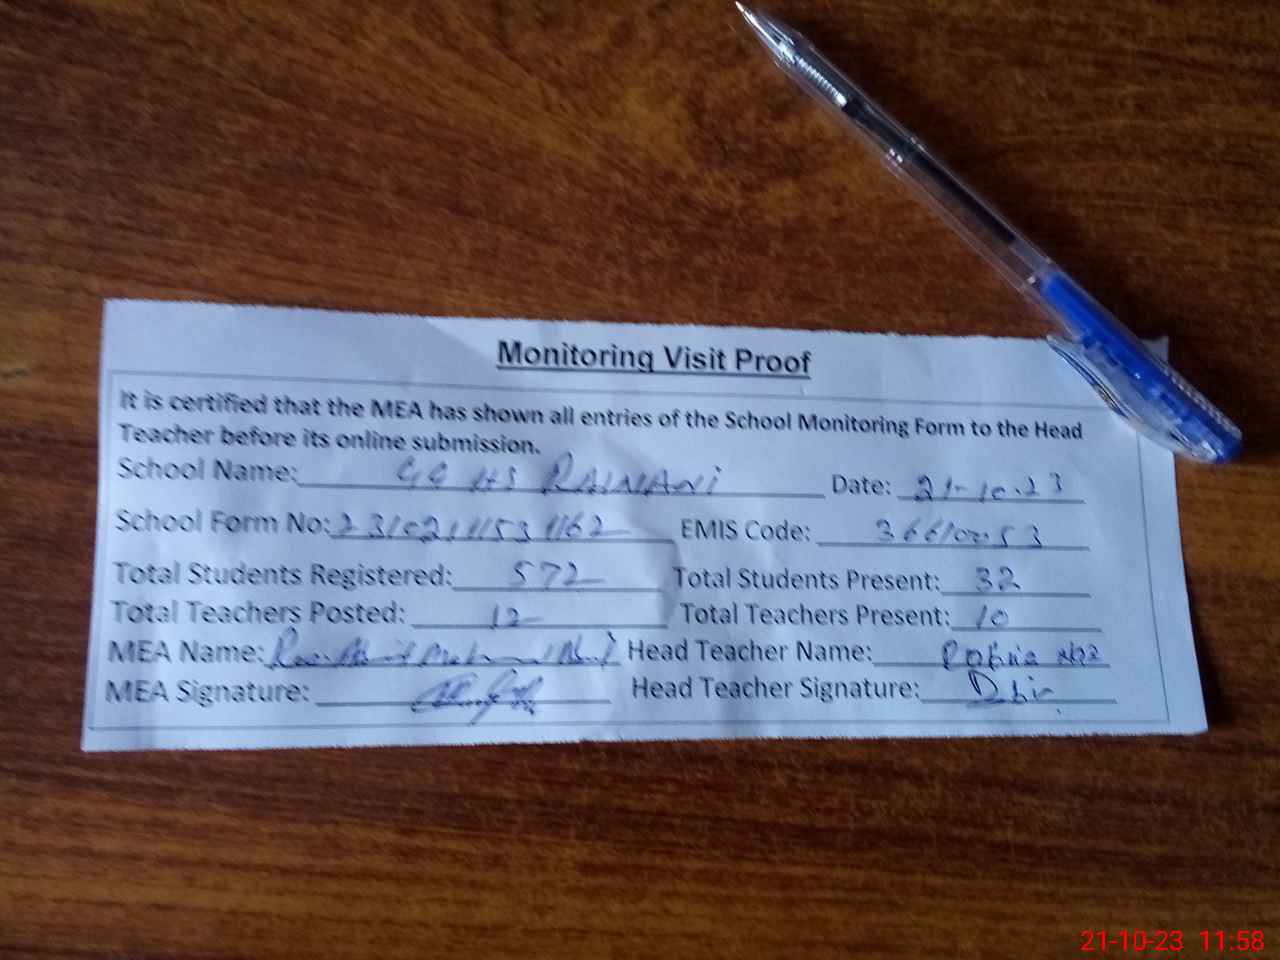 Monitoring Visit Proof
It is certified that the MEA has shown all entries of the School Monitoring Form to the Head
Teacher before its online submission.
School Name: GG HS RAIWANi Date: 21-10-23
School Form No: 23102111531162 EMIS Code: 36610053
Total Students Registered: 572 Total Students Present: 32
Total Teachers Posted: 12 Total Teachers Present: 10
MEA Name: Head Teacher Name:
MEA Signature: Head Teacher Signature:
21-10-23 11:58